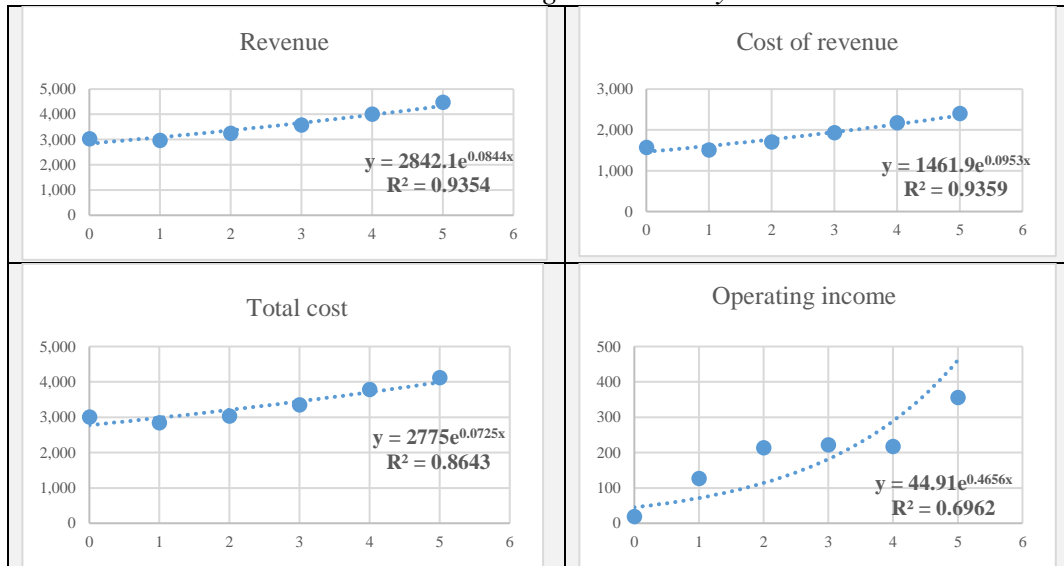 Revenue
5,000
4,000
3,000
2,000
1,000
0
0 1 2 3 4 5 6
y = 2842.1e^0.0844x
R² = 0.9354
Cost of revenue
3,000
2,000
1,000
0
0 1 2 3 4 5 6
y = 1461.9e^0.0953x
R² = 0.9359
Total cost
5,000
4,000
3,000
2,000
1,000
0
0 1 2 3 4 5 6
y = 2775e^0.0725x
R² = 0.8643
Operating income
500
400
300
200
100
0
0 1 2 3 4 5 6
y = 44.91e^0.4656x
R² = 0.6962